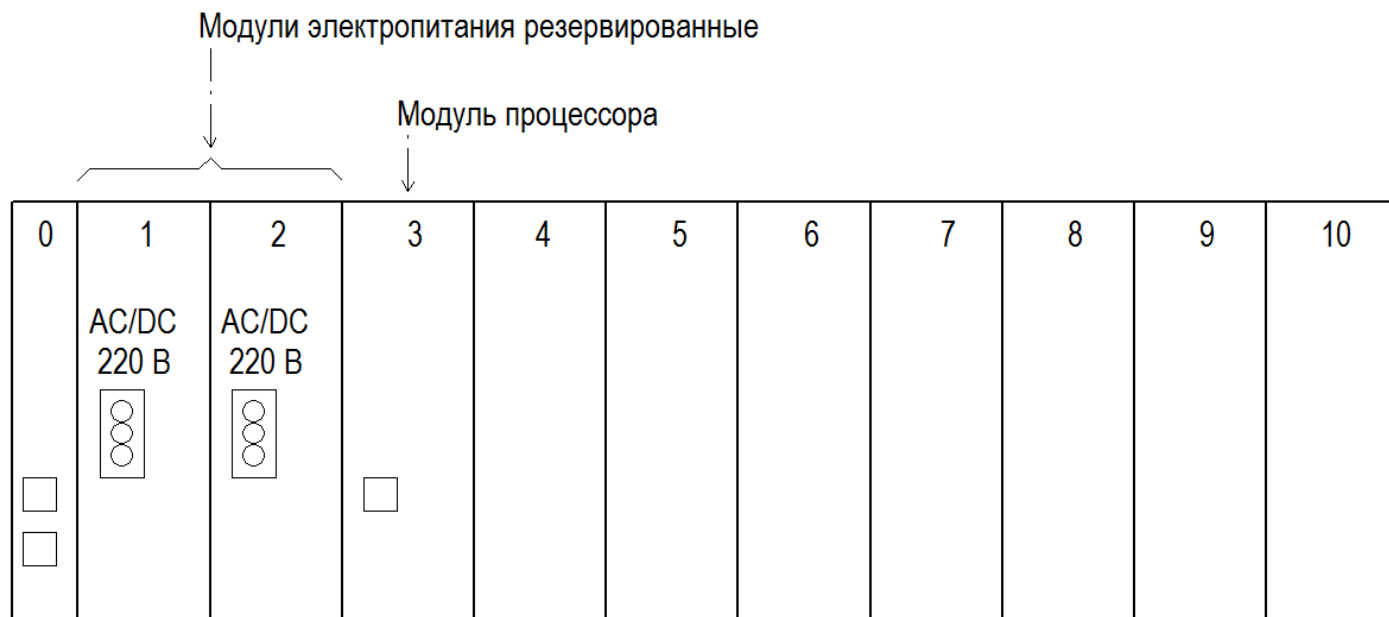 Модули электропитания резервированные
Модуль процессора
0 1 2 3 4 5 6 7 8 9 10
AC/DC AC/DC
220 В 220 В